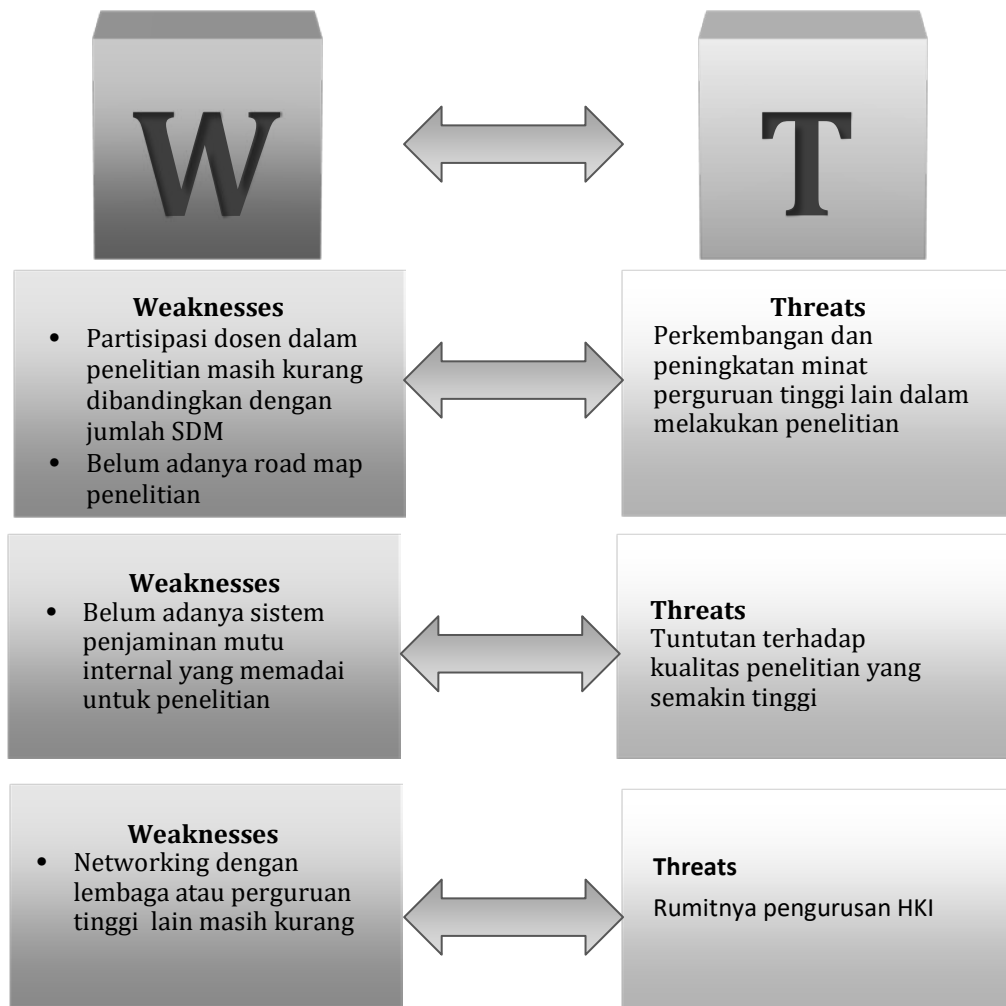 W
T
Weaknesses
• Partisipasi dosen dalam
penelitian masih kurang
dibandingkan dengan
jumlah SDM
• Belum adanya road map
penelitian
Threats
Perkembangan dan
peningkatan minat
perguruan tinggi lain dalam
melakukan penelitian
Weaknesses
• Belum adanya sistem
penjaminan mutu
internal yang memadai
untuk penelitian
Threats
Tuntutan terhadap
kualitas penelitian yang
semakin tinggi
Weaknesses
• Networking dengan
lembaga atau perguruan
tinggi lain masih kurang
Threats
Rumitnya pengurusan HKI